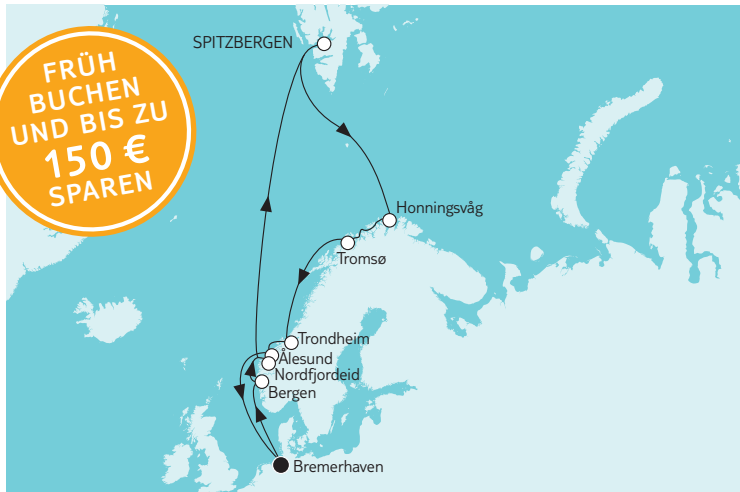 SPITZBERGEN
FRÜH
BUCHEN
UND BIS ZU
150 €
SPAREN
Honningsvåg
Tromsø
Trondheim
Ålesund
Nordfjordeid
Bergen
Bremerhaven